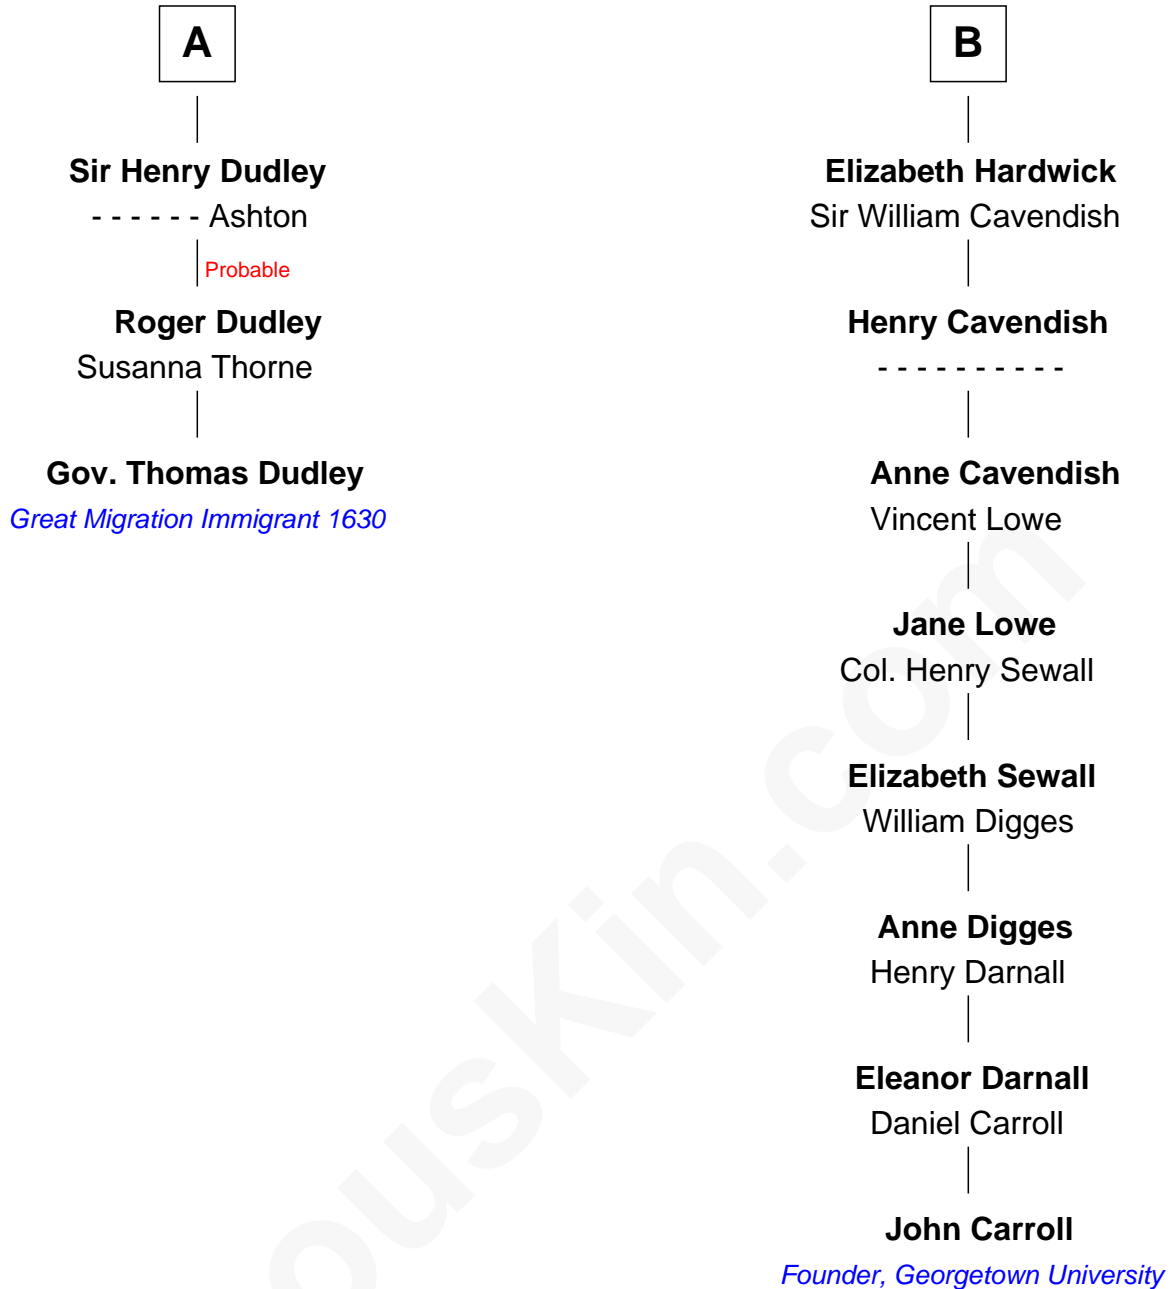 A
Sir Henry Dudley
- - - - - - Ashton
Probable
Roger Dudley
Susanna Thorne
Gov. Thomas Dudley
Great Migration Immigrant 1630
B
Elizabeth Hardwick
Sir William Cavendish
Henry Cavendish
- - - - - - - - - -
Anne Cavendish
Vincent Lowe
Jane Lowe
Col. Henry Sewall
Elizabeth Sewall
William Digges
Anne Digges
Henry Darnall
Eleanor Darnall
Daniel Carroll
John Carroll
Founder, Georgetown University
ousKin.com